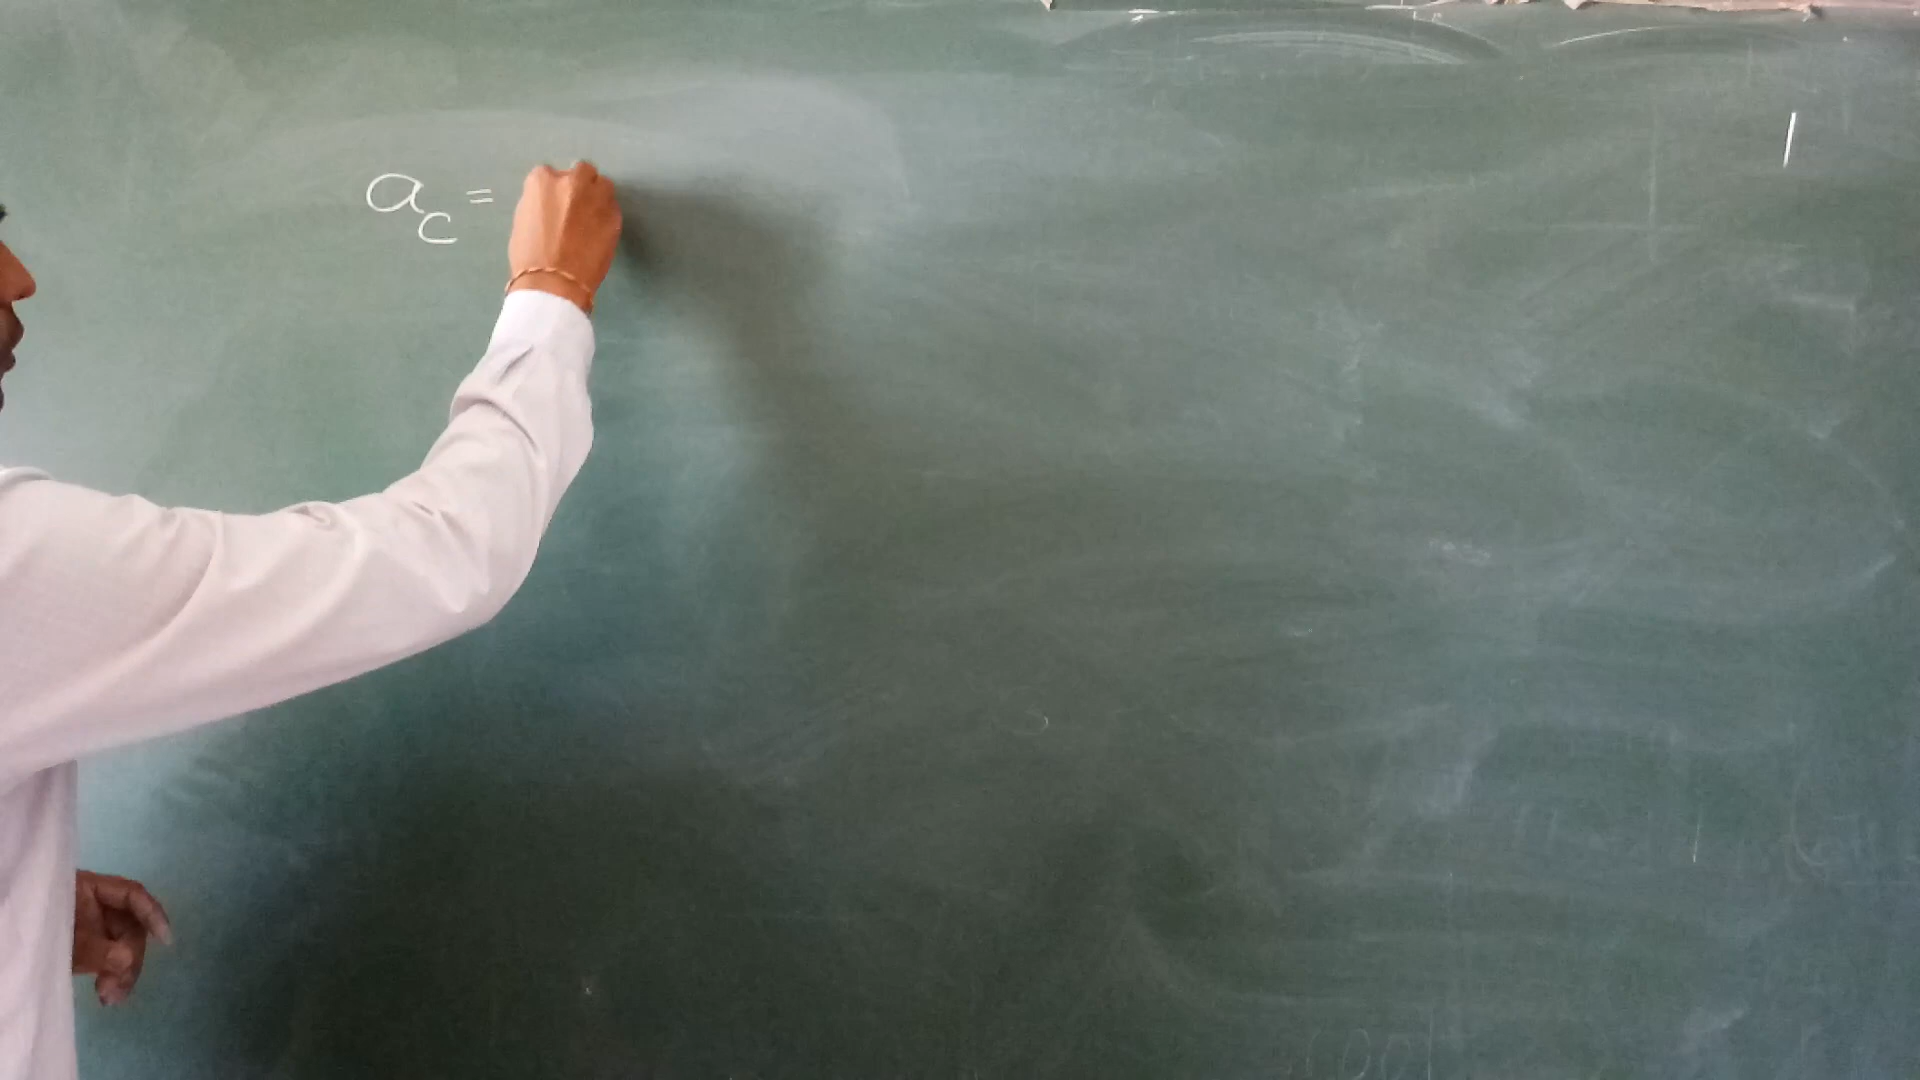 a_c =